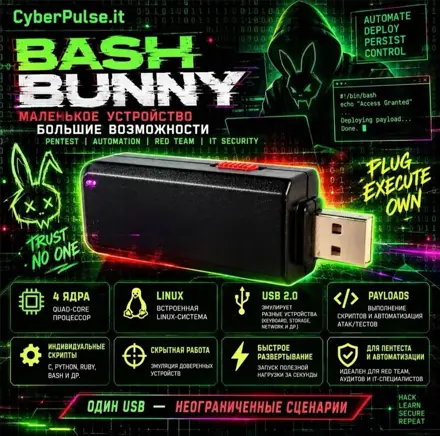 CyberPulse.it
AUTOMATE
DEPLOY
PERSIST
CONTROL
BASH
BUNNY
#!/bin/bash
echo "Access Granted"
Deploying payload...
Done.
МАЛЕНЬКОЕ УСТРОЙСТВО
БОЛЬШИЕ ВОЗМОЖНОСТИ
PENTEST | AUTOMATION | RED TEAM | IT SECURITY
PLUG
EXECUTE
OWN
TRUST
NO ONE
4 ЯДРА
QUAD-CORE
ПРОЦЕССОР
LINUX
ВСТРОЕННАЯ
LINUX-СИСТЕМА
USB 2.0
ЭМУЛИРУЕТ
РАЗНЫЕ УСТРОЙСТВА
(KEYBOARD, STORAGE,
NETWORK И ДР.)
</>
PAYLOADS
ВЫПОЛНЕНИЕ
СКРИПТОВ И АВТОМАТИЗАЦИЯ
АТАК/ТЕСТОВ
ИНДИВИДУАЛЬНЫЕ
СКРИПТЫ
C, PYTHON, RUBY,
BASH И ДР.
СКРЫТНАЯ РАБОТА
ЭМУЛЯЦИЯ ДОВЕРЕННЫХ
УСТРОЙСТВ
БЫСТРОЕ
РАЗВЕРТЫВАНИЕ
ЗАПУСК ПОЛЕЗНОЙ
НАГРУЗКИ ЗА СЕКУНДЫ
ДЛЯ ПЕНТЕСТА
И АВТОМАТИЗАЦИИ
ИДЕАЛЕН ДЛЯ RED TEAM,
АУДИТОВ И IT-СПЕЦИАЛИСТОВ
ОДИН USB — НЕОГРАНИЧЕННЫЕ СЦЕНАРИИ
HACK
LEARN
SECURE
REPEAT